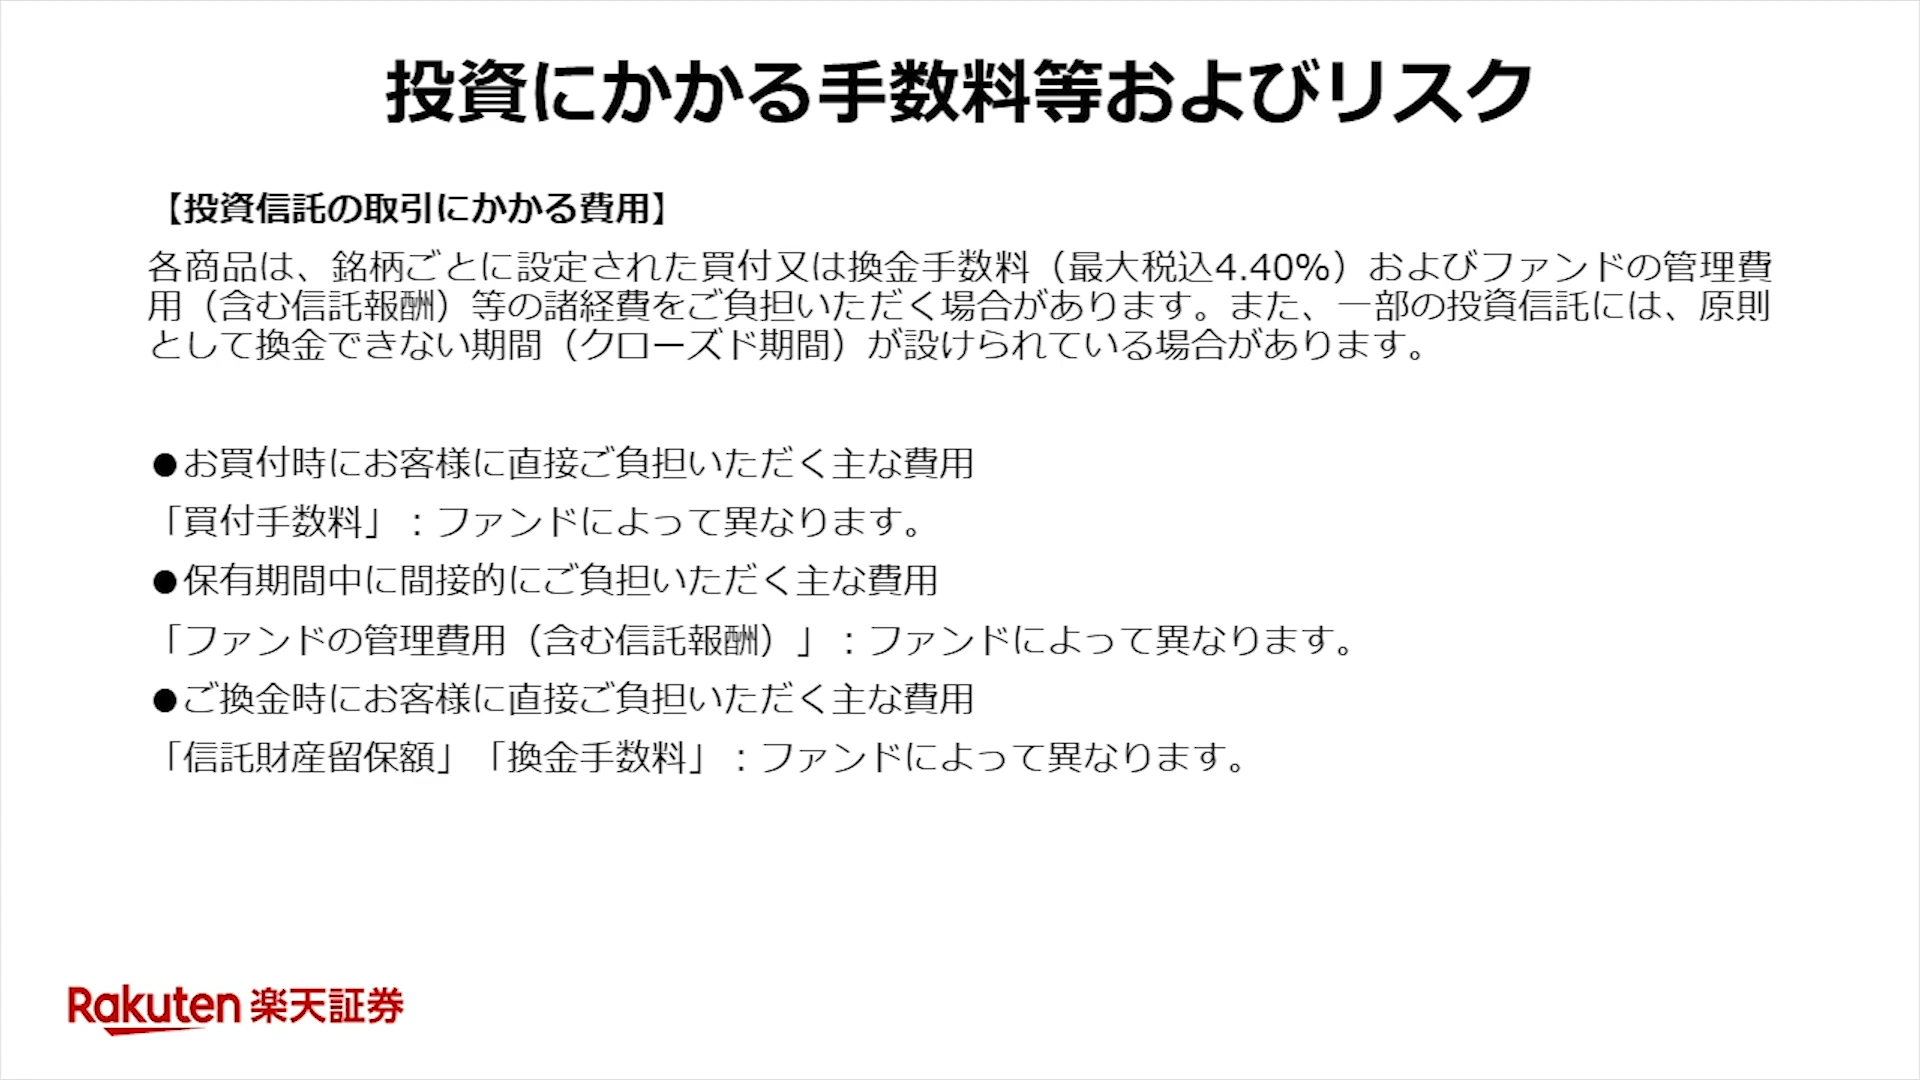 投資にかかる手数料等およびリスク
【投資信託の取引にかかる費用】
各商品は、銘柄ごとに設定された買付又は換金手数料（最大税込4.40%）およびファンドの管理費
用（含む信託報酬）等の諸経費をご負担いただく場合があります。また、一部の投資信託には、原則
として換金できない期間（クローズド期間）が設けられている場合があります。
●お買付時にお客様に直接ご負担いただく主な費用
「買付手数料」：ファンドによって異なります。
●保有期間中に間接的にご負担いただく主な費用
「ファンドの管理費用（含む信託報酬）」：ファンドによって異なります。
●ご換金時にお客様に直接ご負担いただく主な費用
「信託財産留保額」「換金手数料」：ファンドによって異なります。
Rakuten 楽天証券